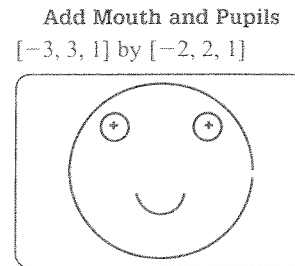 Add Mouth and Pupils
[−3, 3, 1] by [−2, 2, 1]